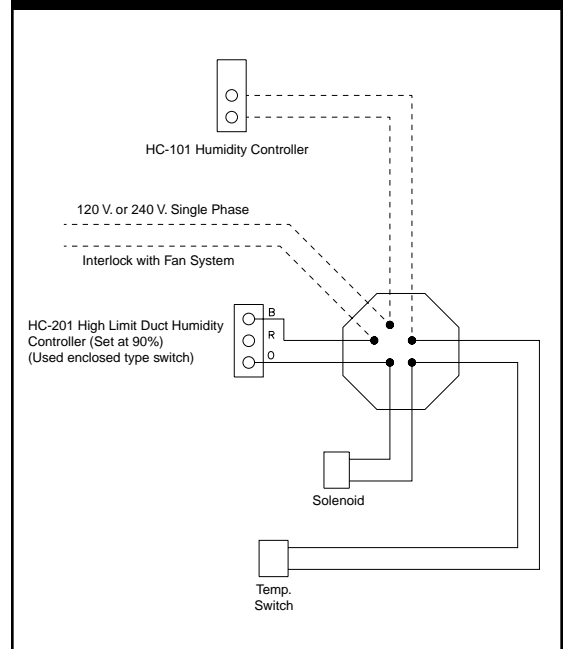 HC-101 Humidity Controller
120 V. or 240 V. Single Phase
Interlock with Fan System
HC-201 High Limit Duct Humidity
Controller (Set at 90%)
(Used enclosed type switch)
B
R
O
Solenoid
Temp.
Switch